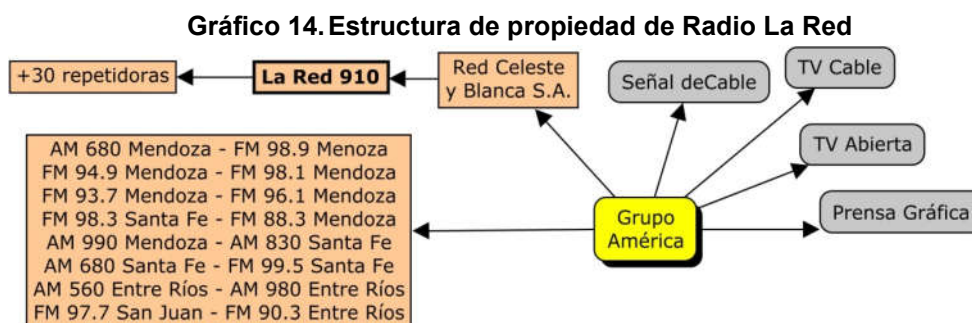 Gráfico 14. Estructura de propiedad de Radio La Red
+30 repetidoras
La Red 910
Red Celeste
y Blanca S.A.
Señal deCable
TV Cable
TV Abierta
Prensa Gráfica
Grupo
América
AM 680 Mendoza - FM 98.9 Menoza
FM 94.9 Mendoza - FM 98.1 Mendoza
FM 93.7 Mendoza - FM 96.1 Mendoza
FM 98.3 Santa Fe - FM 88.3 Mendoza
AM 990 Mendoza - AM 830 Santa Fe
AM 680 Santa Fe - FM 99.5 Santa Fe
AM 560 Entre Ríos - AM 980 Entre Ríos
FM 97.7 San Juan - FM 90.3 Entre Ríos